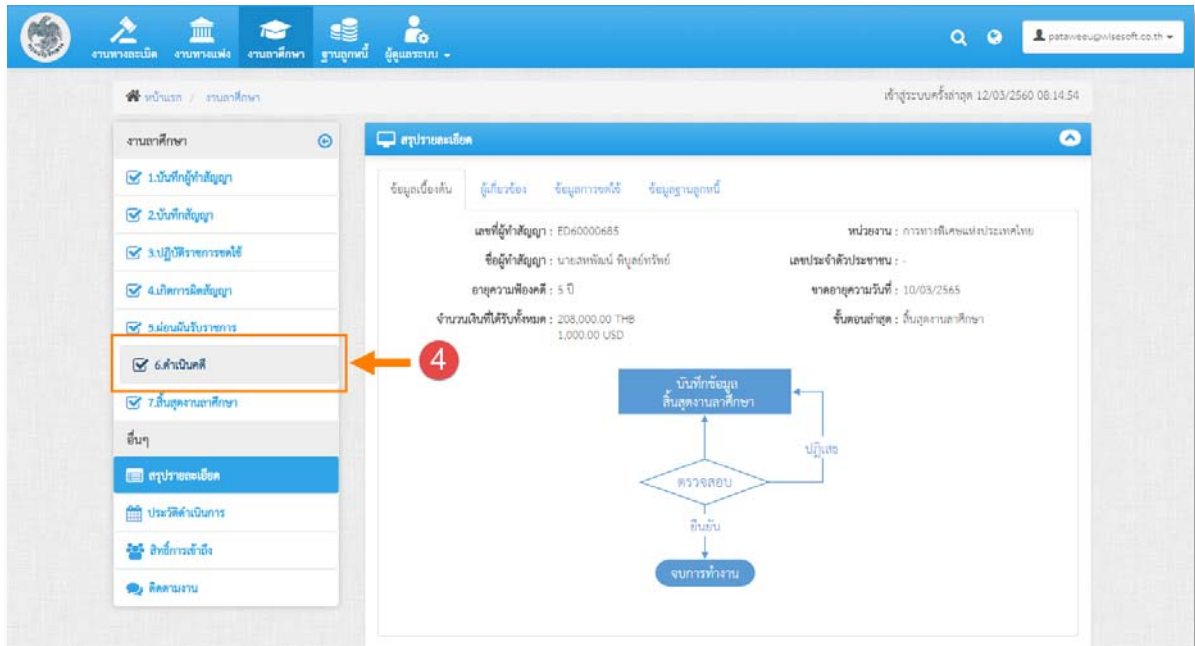 งานทางละเมิด งานทางแพ่ง งานลาศึกษา ฐานลูกหนี้ ผู้ดูแลระบบ
pataweeu@wisesoft.co.th
หน้าแรก / งานลาศึกษา
เข้าสู่ระบบครั้งล่าสุด 12/03/2560 08:14:54
งานลาศึกษา
1.บันทึกผู้ทำสัญญา
2.บันทึกสัญญา
3.ปฏิบัติราชการชดใช้
4.เกิดการผิดสัญญา
5.ผ่อนผันรับราชการ
6.ดำเนินคดี
7.สิ้นสุดงานลาศึกษา
อื่นๆ
สรุปรายละเอียด
ประวัติดำเนินการ
สิทธิ์การเข้าถึง
ติดตามงาน
4
สรุปรายละเอียด
ข้อมูลเบื้องต้น ผู้เกี่ยวข้อง ข้อมูลการชดใช้ ข้อมูลฐานลูกหนี้
เลขที่ผู้ทำสัญญา : ED60000685 หน่วยงาน : การทางพิเศษแห่งประเทศไทย
ชื่อผู้ทำสัญญา : นายสหพัฒน์ พิบูลย์ทรัพย์ เลขประจำตัวประชาชน : -
อายุความฟ้องคดี : 5 ปี ขาดอายุความวันที่ : 10/03/2565
จำนวนเงินที่ได้รับทั้งหมด : 208,000.00 THB ขั้นตอนล่าสุด : สิ้นสุดงานลาศึกษา
1,000.00 USD
บันทึกข้อมูล
สิ้นสุดงานลาศึกษา
ปฏิเสธ
ตรวจสอบ
ยืนยัน
จบการทำงาน